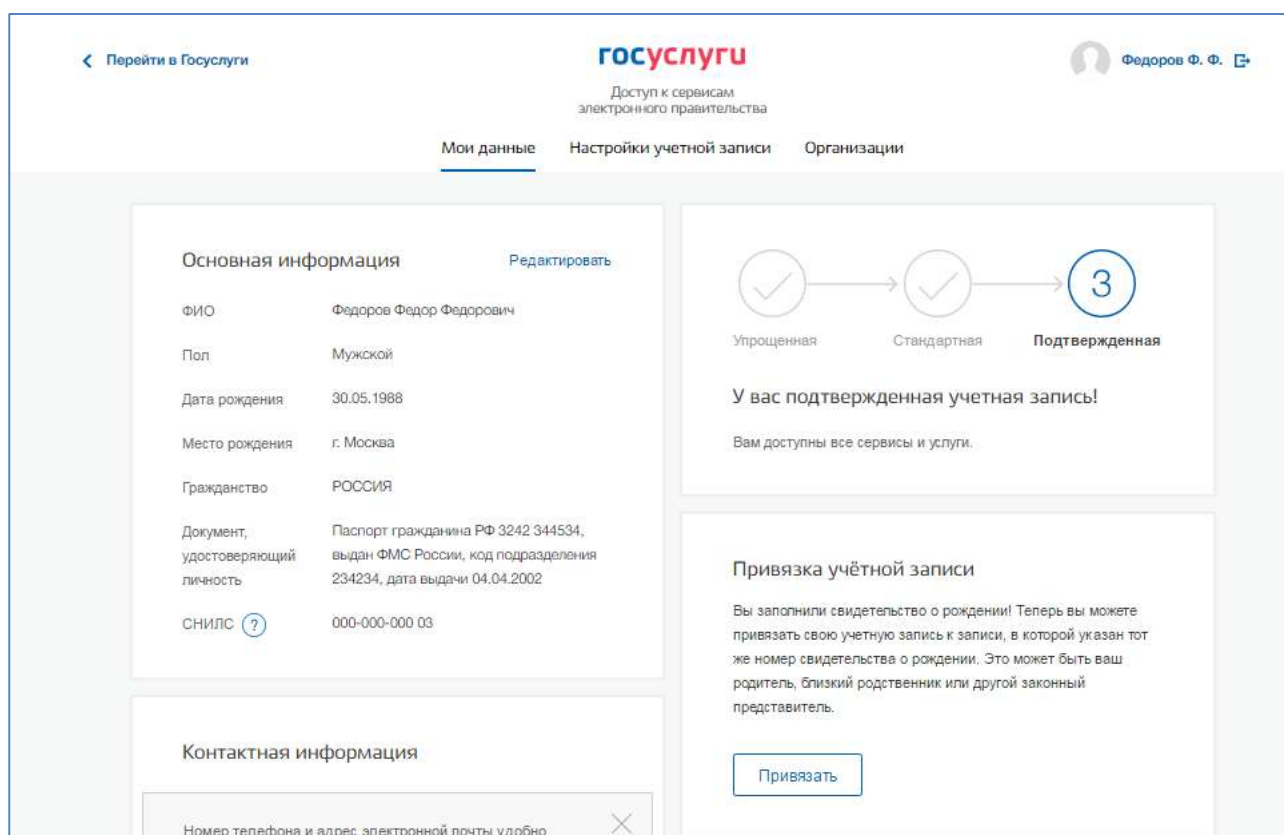 Перейти в Госуслуги
госуслуги
Федоров Ф. Ф.
Доступ к сервисам
электронного правительства
Мои данные
Настройки учетной записи
Организации
Основная информация
Редактировать
ФИО
Федоров Федор Федорович
Пол
Мужской
Дата рождения
30.05.1988
Место рождения
г. Москва
Гражданство
РОССИЯ
Документ,
удостоверяющий
личность
Паспорт гражданина РФ 3242 344534,
выдан ФМС России, код подразделения
234234, дата выдачи 04.04.2002
СНИЛС ?
000-000-000 03
Контактная информация
Номер телефона и адрес электронной почты удобно
3
Упрощенная
Стандартная
Подтвержденная
У вас подтвержденная учетная запись!
Вам доступны все сервисы и услуги.
Привязка учётной записи
Вы заполнили свидетельство о рождении! Теперь вы можете
привязать свою учетную запись к записи, в которой указан тот
же номер свидетельства о рождении. Это может быть ваш
родитель, близкий родственник или другой законный
представитель.
Привязать